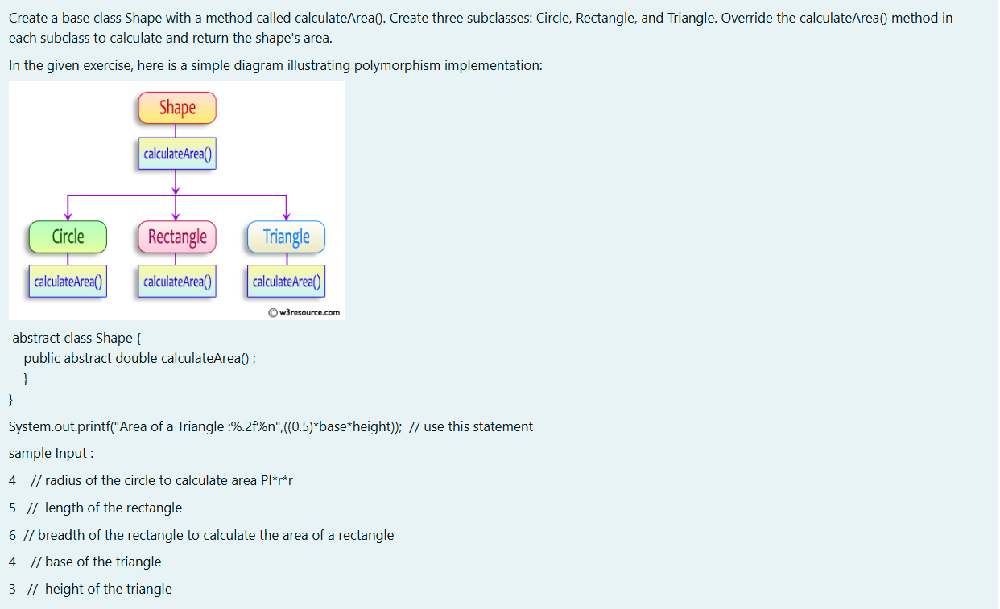 Create a base class Shape with a method called calculateArea(). Create three subclasses: Circle, Rectangle, and Triangle. Override the calculateArea() method in
each subclass to calculate and return the shape's area.
In the given exercise, here is a simple diagram illustrating polymorphism implementation:
Shape
calculateArea()
Circle Rectangle Triangle
calculateArea() calculateArea() calculateArea()
© w3resource.com
abstract class Shape {
public abstract double calculateArea() ;
}
}
System.out.printf("Area of a Triangle :%.2f%n",((0.5)*base*height)); // use this statement
sample Input :
4 // radius of the circle to calculate area PI*r*r
5 // length of the rectangle
6 // breadth of the rectangle to calculate the area of a rectangle
4 // base of the triangle
3 // height of the triangle